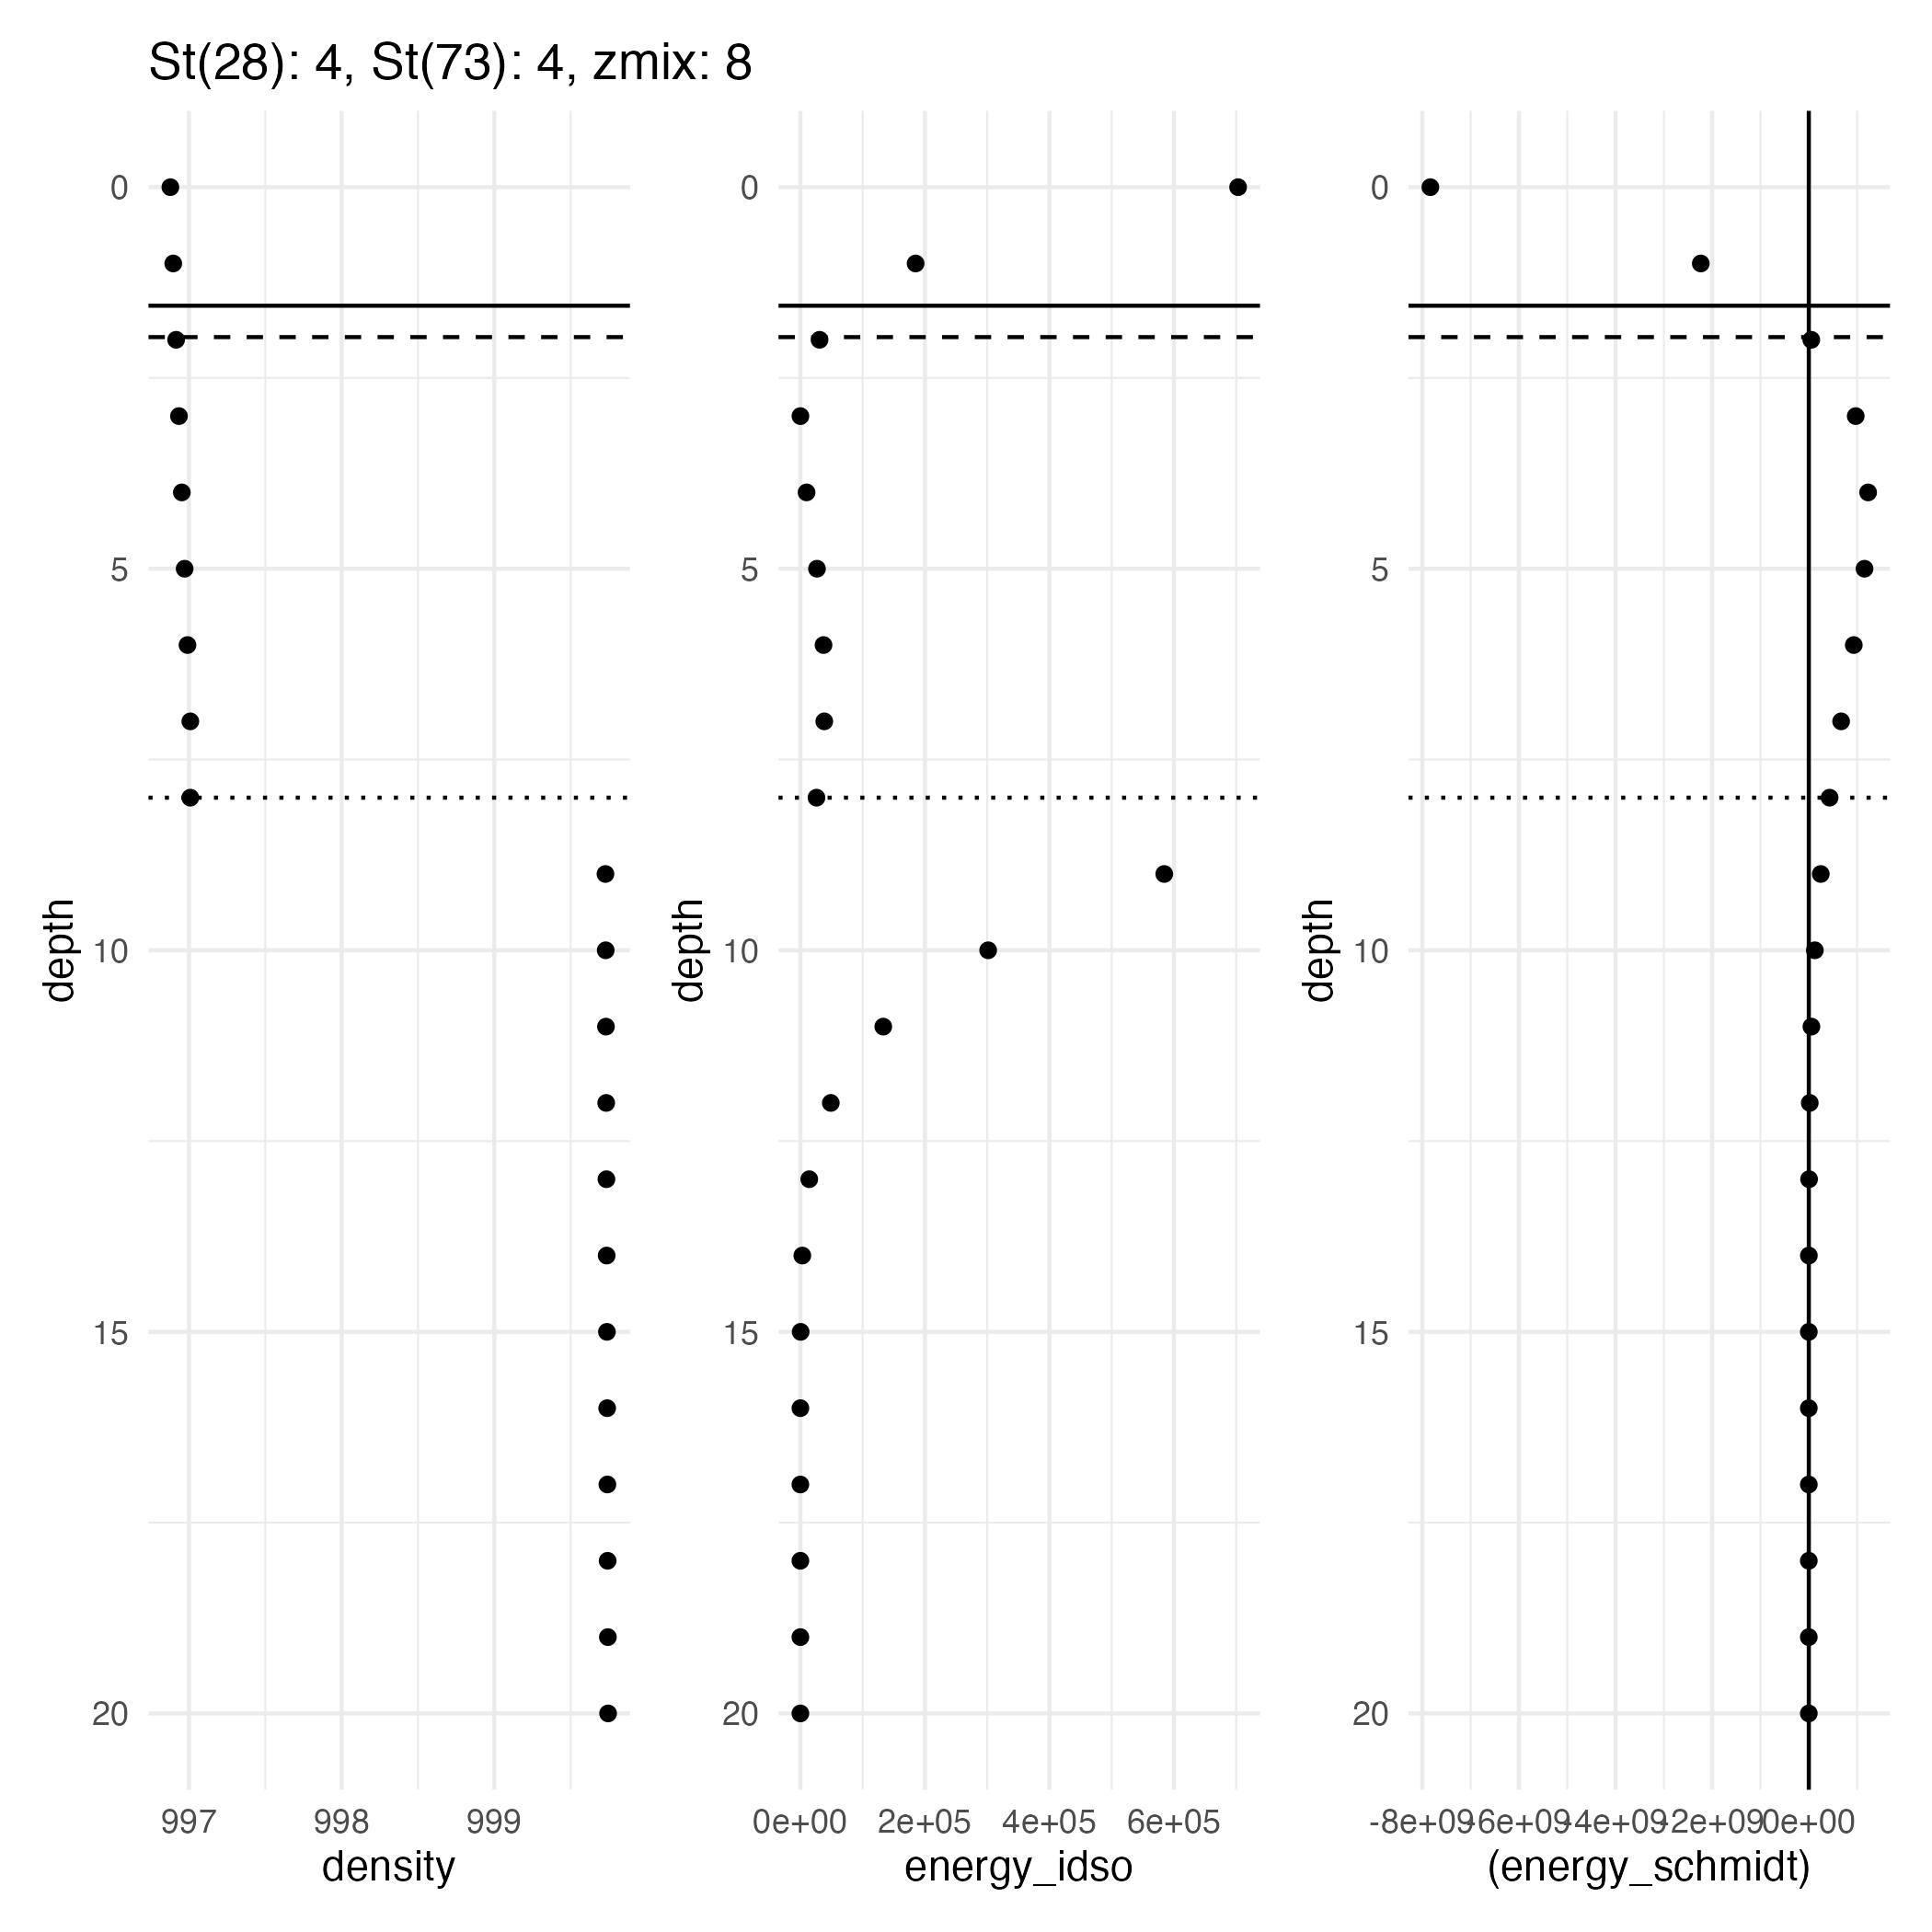 St(28): 4, St(73): 4, zmix: 8
0
5
10
15
20
depth
997 998 999
density
0
5
10
15
20
depth
0e+00 2e+05 4e+05 6e+05
energy_idso
0
5
10
15
20
depth
-8e+09 -6e+09 -4e+09 -2e+09 0e+00
(energy_schmidt)